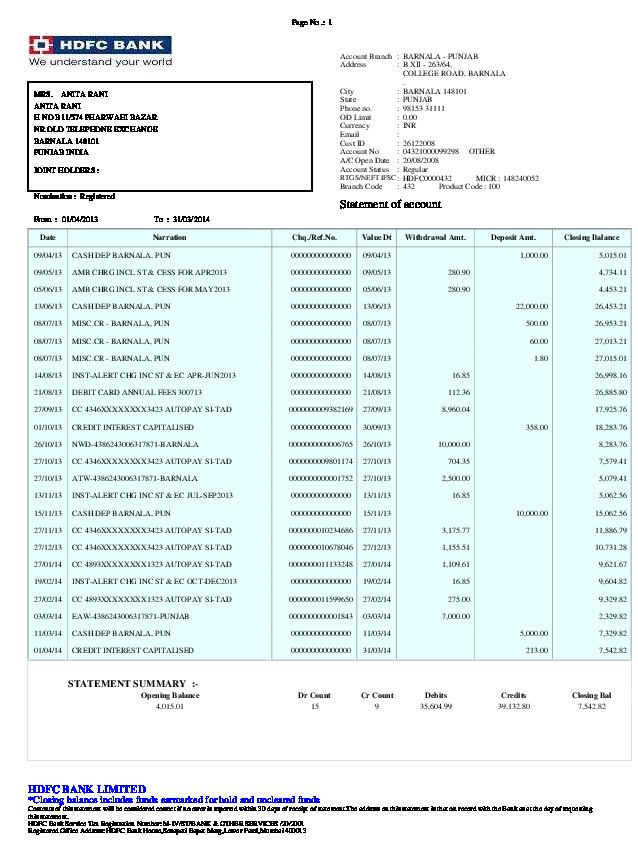 Page No .: 1
HDFC BANK
We understand your world
Account Branch : BARNALA - PUNJAB
Address : B XII - 263/64,
COLLEGE ROAD, BARNALA
City : BARNALA 148101
State : PUNJAB
Phone no. : 98153 31111
OD Limit : 0.00
Currency : INR
Email :
Cust ID : 26122008
Account No : 04321000099298 OTHER
A/C Open Date : 20/08/2008
Account Status : Regular
RTGS/NEFT IFSC : HDFC0000432 MICR : 148240052
Branch Code : 432 Product Code : 100
MRS. ANITA RANI
ANITA RANI
H NO B 11/574 PHARWAHI BAZAR
NR OLD TELEPHONE EXCHANGE
BARNALA 148101
PUNJAB INDIA
JOINT HOLDERS :
Nomination : Registered
Statement of account
From : 01/04/2013 To : 31/03/2014
Date Narration Chq./Ref.No. Value Dt Withdrawal Amt. Deposit Amt. Closing Balance
09/04/13 CASH DEP BARNALA, PUN 000000000000000 09/04/13 1,000.00 5,015.01
09/05/13 AMB CHRG INCL ST & CESS FOR APR2013 000000000000000 09/05/13 280.90 4,734.11
05/06/13 AMB CHRG INCL ST & CESS FOR MAY2013 000000000000000 05/06/13 280.90 4,453.21
13/06/13 CASH DEP BARNALA, PUN 000000000000000 13/06/13 22,000.00 26,453.21
08/07/13 MISC.CR - BARNALA, PUN 000000000000000 08/07/13 500.00 26,953.21
08/07/13 MISC.CR - BARNALA, PUN 000000000000000 08/07/13 60.00 27,013.21
08/07/13 MISC.CR - BARNALA, PUN 000000000000000 08/07/13 1.80 27,015.01
14/08/13 INST-ALERT CHG INC ST & EC APR-JUN2013 000000000000000 14/08/13 16.85 26,998.16
21/08/13 DEBIT CARD ANNUAL FEES 300713 000000000000000 21/08/13 112.36 26,885.80
27/09/13 CC 4346XXXXXXXX3423 AUTOPAY SI-TAD 0000000009382169 27/09/13 8,960.04 17,925.76
01/10/13 CREDIT INTEREST CAPITALISED 000000000000000 30/09/13 358.00 18,283.76
26/10/13 NWD-4386243006317871-BARNALA 0000000000006765 26/10/13 10,000.00 8,283.76
27/10/13 CC 4346XXXXXXXX3423 AUTOPAY SI-TAD 0000000009801174 27/10/13 704.35 7,579.41
27/10/13 ATW-4386243006317871-BARNALA 0000000000001752 27/10/13 2,500.00 5,079.41
13/11/13 INST-ALERT CHG INC ST & EC JUL-SEP2013 000000000000000 13/11/13 16.85 5,062.56
15/11/13 CASH DEP BARNALA, PUN 000000000000000 15/11/13 10,000.00 15,062.56
27/11/13 CC 4346XXXXXXXX3423 AUTOPAY SI-TAD 0000000010234686 27/11/13 3,175.77 11,886.79
27/12/13 CC 4346XXXXXXXX3423 AUTOPAY SI-TAD 0000000010678046 27/12/13 1,155.51 10,731.28
27/01/14 CC 4893XXXXXXXX1351 AUTOPAY SI-TAD 0000000011133248 27/01/14 1,109.61 9,621.67
19/02/14 INST-ALERT CHG INC ST & EC OCT-DEC2013 000000000000000 19/02/14 16.85 9,604.82
27/02/14 CC 4893XXXXXXXX1351 AUTOPAY SI-TAD 0000000011599650 27/02/14 275.00 9,329.82
03/03/14 EAW-4386243006317871-PUNJAB 0000000000001843 03/03/14 7,000.00 2,329.82
11/03/14 CASH DEP BARNALA, PUN 000000000000000 11/03/14 5,000.00 7,329.82
01/04/14 CREDIT INTEREST CAPITALISED 000000000000000 31/03/14 213.00 7,542.82
STATEMENT SUMMARY :-
Opening Balance Dr Count Cr Count Debits Credits Closing Bal
4,015.01 15 9 35,604.99 39,132.80 7,542.82
HDFC BANK LIMITED
*Closing balance includes funds earmarked for hold and uncleared funds
Contents of this statement will be considered correct if no error is reported within 30 days of receipt of statement.The address on this statement is that on record with the Bank as at the day of requesting
this statement.
HDFC Bank Service Tax Registration Number: M-IV/ST/BANK & OTHER SERVICES /20/2001
Registered Office Address: HDFC Bank House,Senapati Bapat Marg,Lower Parel,Mumbai 400013